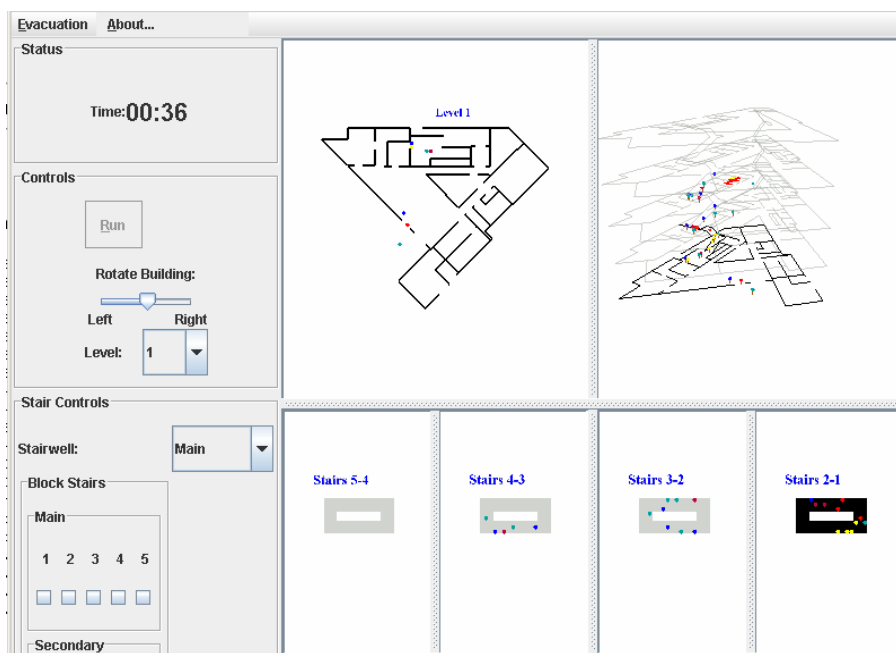 Evacuation About...
Status
Time:00:36
Controls
Run
Rotate Building:
Left Right
Level: 1
Stair Controls
Stairwell: Main
Block Stairs
Main
1 2 3 4 5
Secondary
Level 1
Stairs 5-4
Stairs 4-3
Stairs 3-2
Stairs 2-1